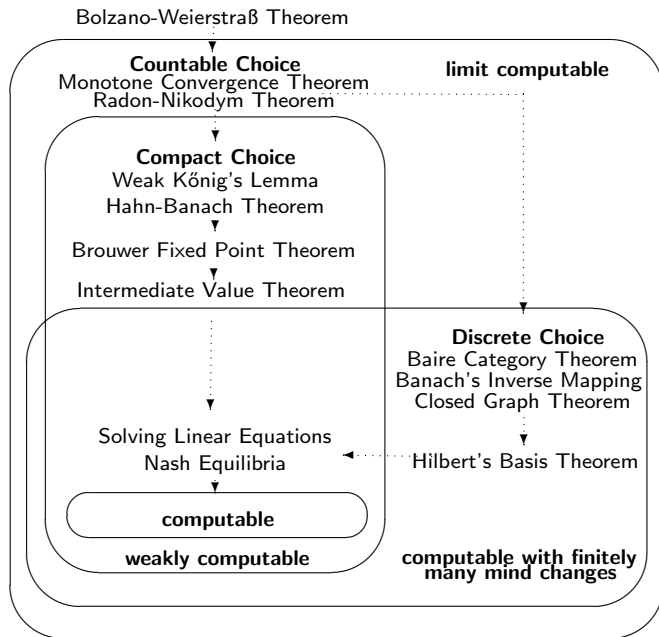 Bolzano-Weierstraß Theorem
Countable Choice
limit computable
Monotone Convergence Theorem
Radon-Nikodym Theorem
Compact Choice
Weak Kőnig's Lemma
Hahn-Banach Theorem
Brouwer Fixed Point Theorem
Intermediate Value Theorem
Discrete Choice
Baire Category Theorem
Banach's Inverse Mapping
Closed Graph Theorem
Solving Linear Equations
Nash Equilibria
Hilbert's Basis Theorem
computable
weakly computable
computable with finitely
many mind changes